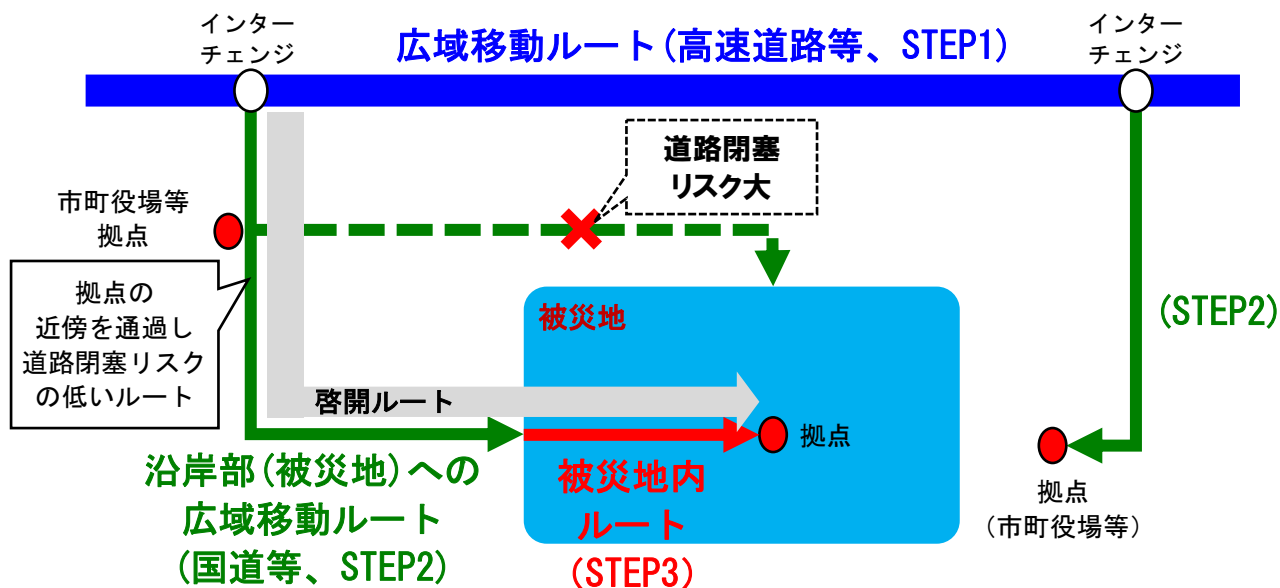 インター
チェンジ
広域移動ルート(高速道路等、STEP1)
インター
チェンジ
道路閉塞
リスク大
市町役場等
拠点
拠点の
近傍を通過し
道路閉塞リスク
の低いルート
被災地
(STEP2)
啓開ルート
拠点
沿岸部(被災地)への
広域移動ルート
(国道等、STEP2)
被災地内
ルート
(STEP3)
拠点
(市町役場等)